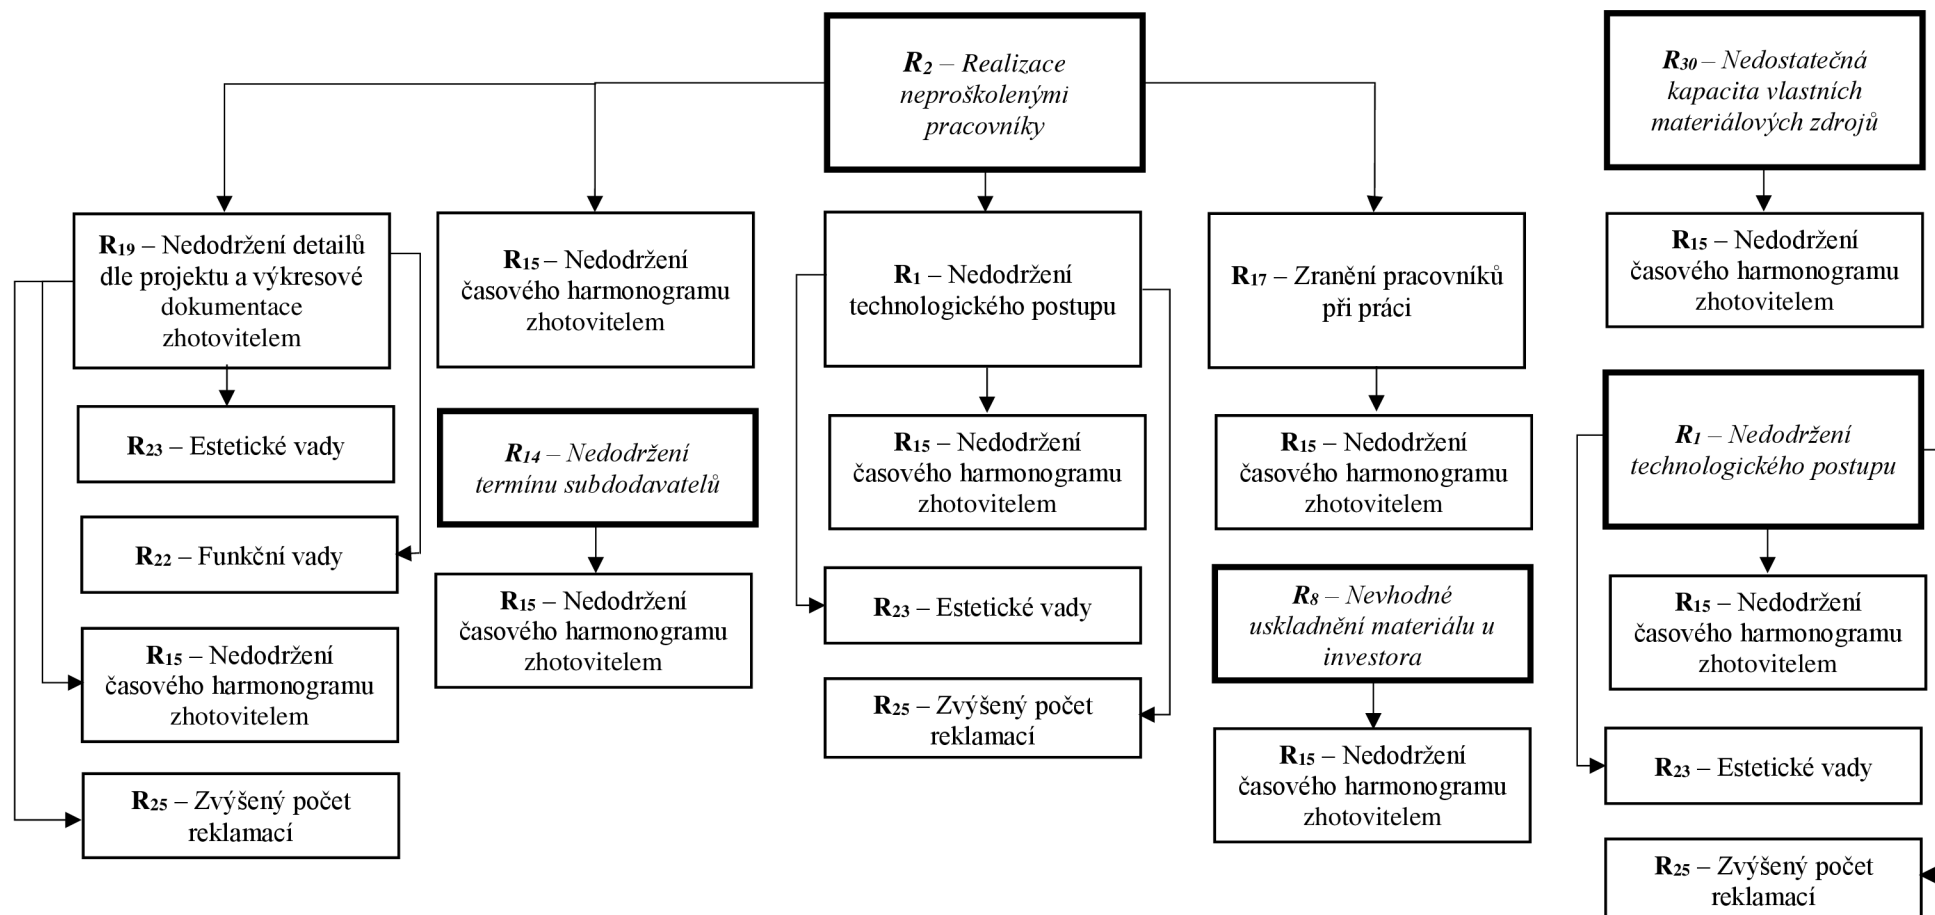 R2 – Realizace
neproškolenými
pracovníky
R30 – Nedostatečná
kapacita vlastních
materiálových zdrojů
R19 – Nedodržení detailů
dle projektu a výkresové
dokumentace
zhotovitelem
R15 – Nedodržení
časového harmonogramu
zhotovitelem
R1 – Nedodržení
technologického postupu
R17 – Zranění pracovníků
při práci
R15 – Nedodržení
časového harmonogramu
zhotovitelem
R23 – Estetické vady
R14 – Nedodržení
termínu subdodavatelů
R15 – Nedodržení
časového harmonogramu
zhotovitelem
R15 – Nedodržení
časového harmonogramu
zhotovitelem
R1 – Nedodržení
technologického postupu
R22 – Funkční vady
R15 – Nedodržení
časového harmonogramu
zhotovitelem
R23 – Estetické vady
R8 – Nevhodné
uskladnění materiálu u
investora
R15 – Nedodržení
časového harmonogramu
zhotovitelem
R15 – Nedodržení
časového harmonogramu
zhotovitelem
R25 – Zvýšený počet
reklamací
R15 – Nedodržení
časového harmonogramu
zhotovitelem
R23 – Estetické vady
R25 – Zvýšený počet
reklamací
R25 – Zvýšený počet
reklamací